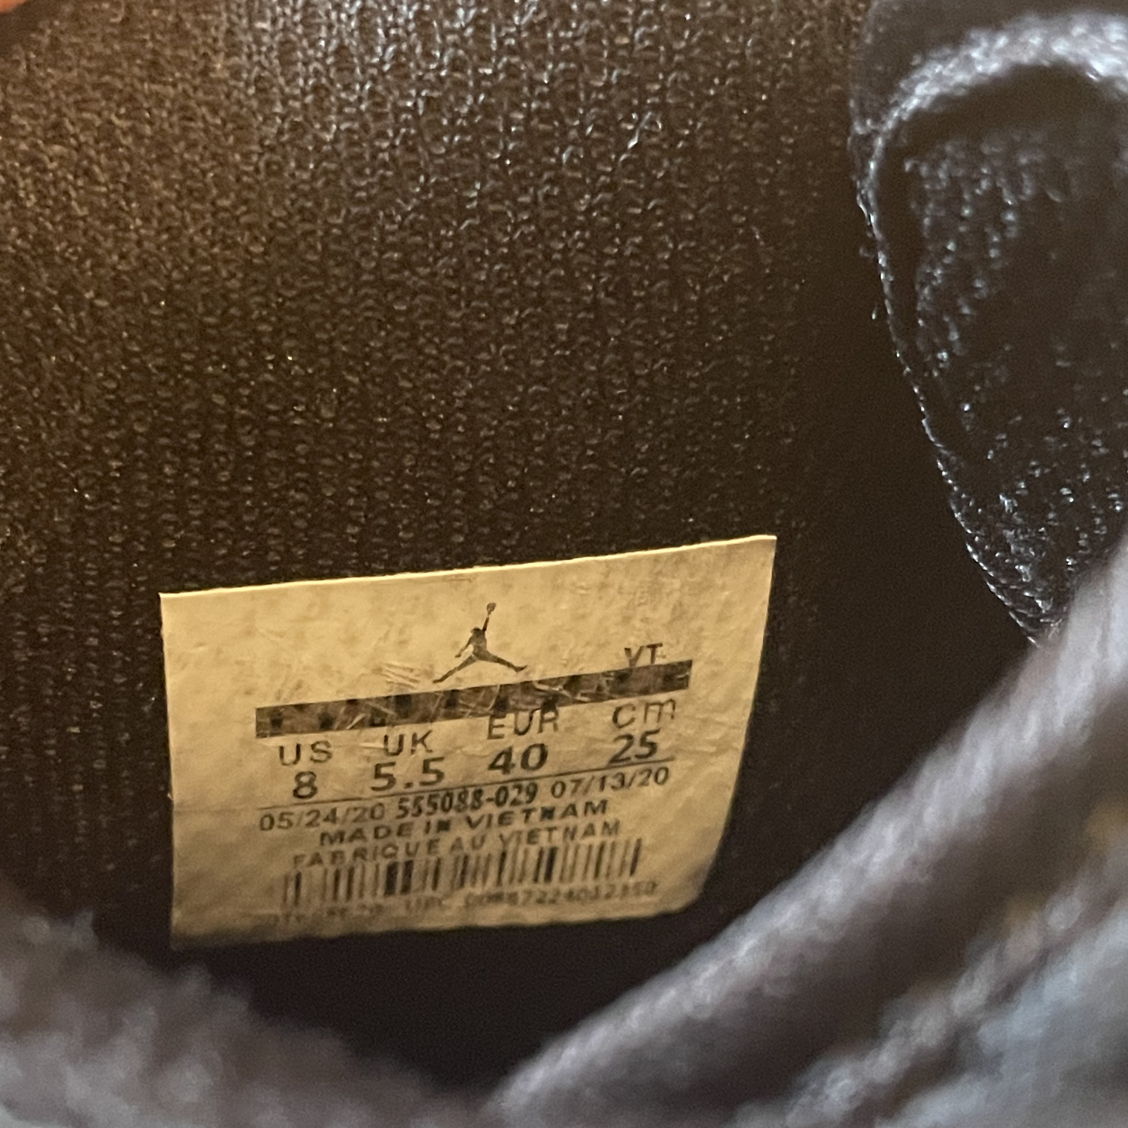 VT
US UK EUR cm
8 5.5 40 25
05/24/20 555088-029 07/13/20
MADE IN VIETNAM
FABRIQUE AU VIETNAM
UPC